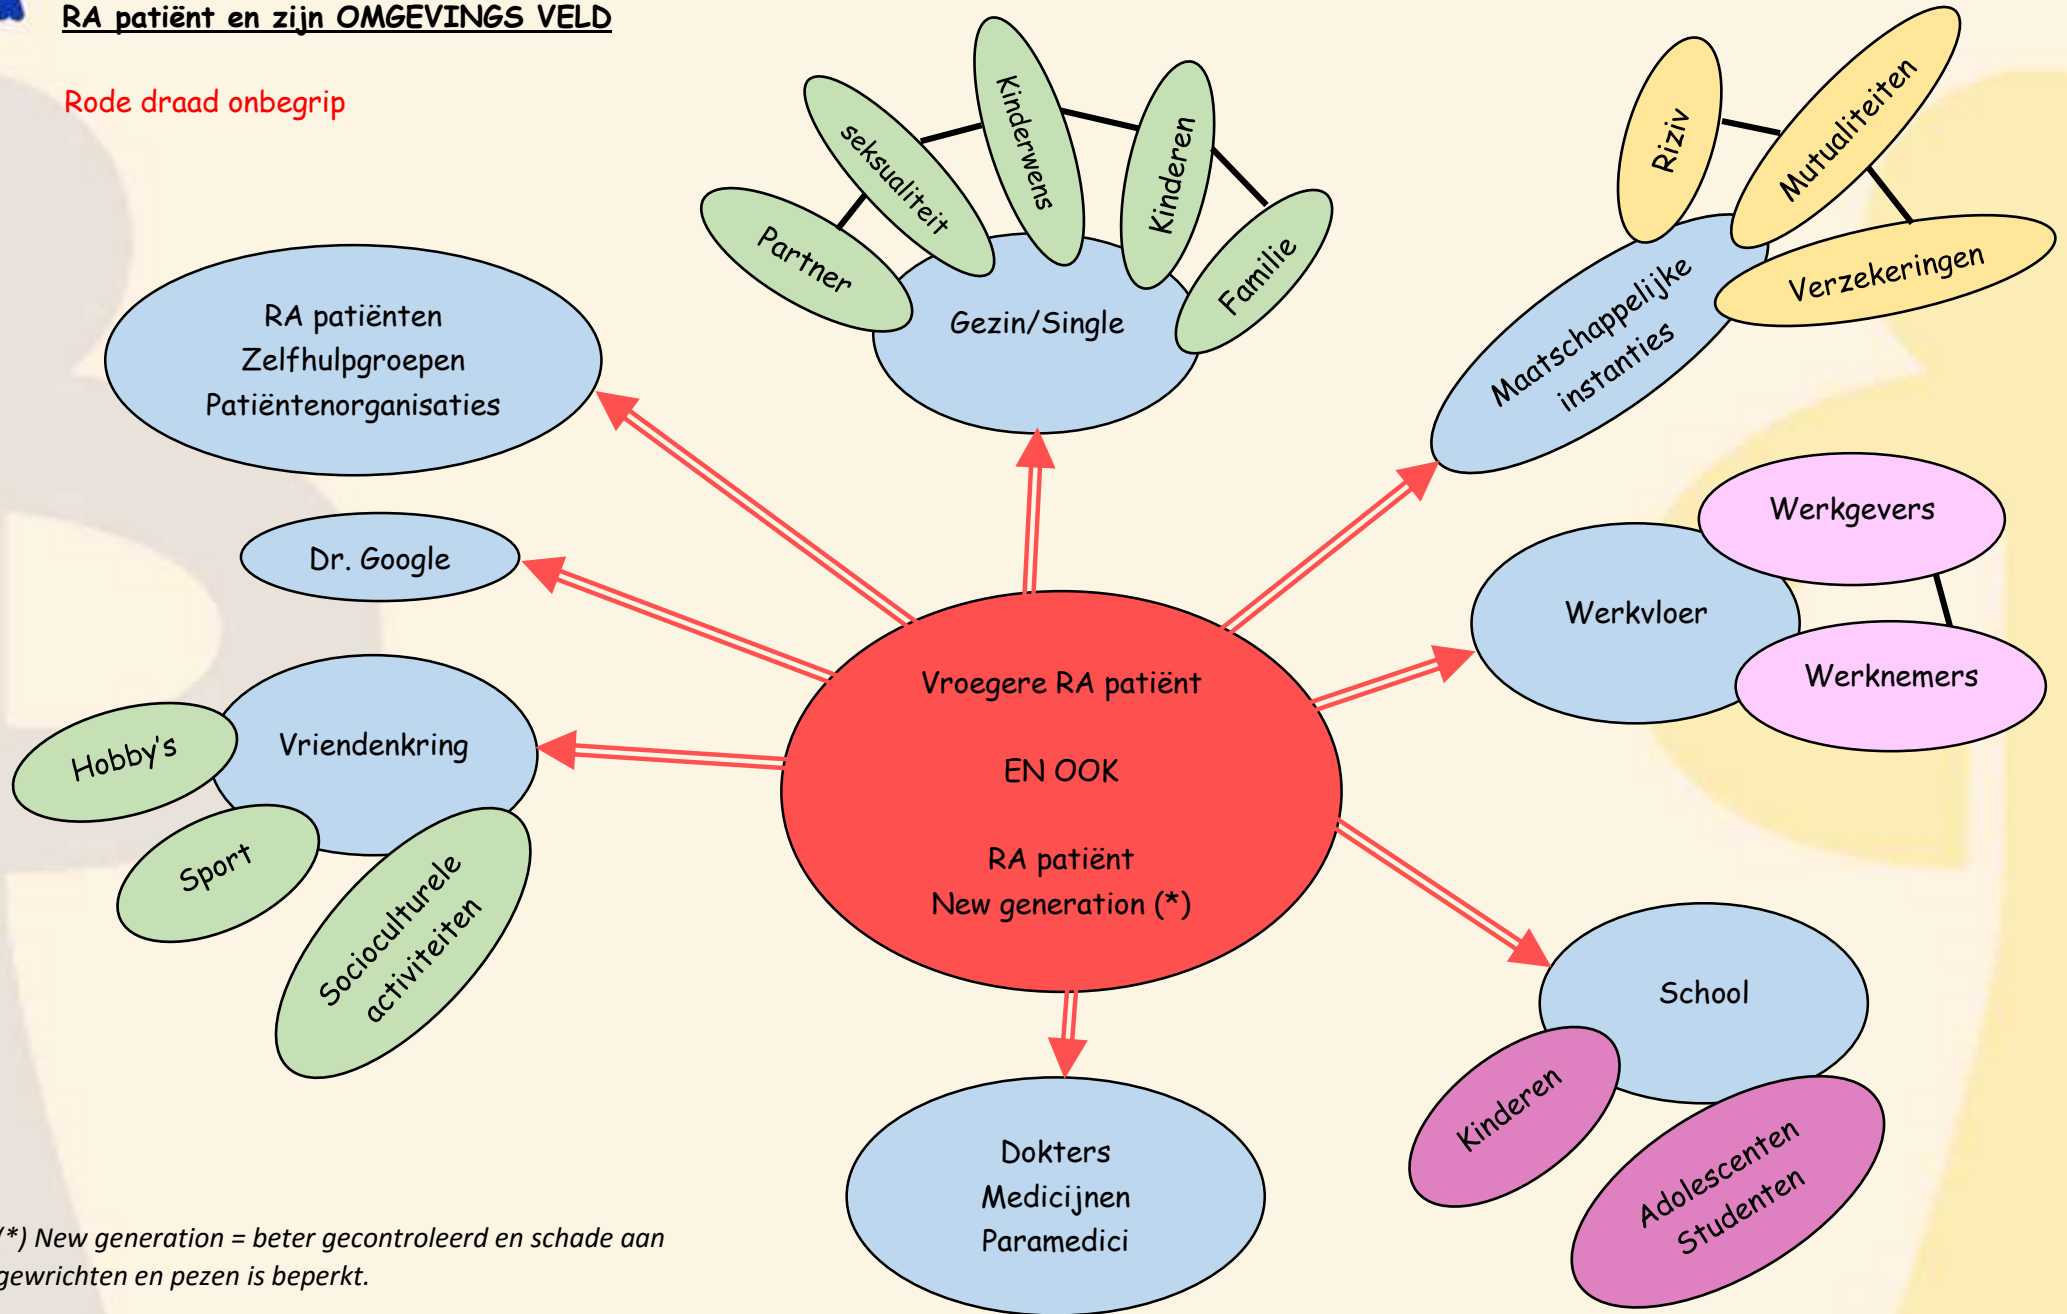 RA patiënt en zijn OMGEVINGS VELD
Rode draad onbegrip
Partner
seksualiteit
Kinderwens
Kinderen
Familie
Gezin/Single
Riziv
Mutualiteiten
Verzekeringen
Maatschappelijke
instanties
RA patiënten
Zelfhulpgroepen
Patiëntenorganisaties
Dr. Google
Werkgevers
Werkvloer
Werknemers
Vriendenkring
Hobby's
Sport
Socioculturele
activiteiten
Vroegere RA patiënt
EN OOK
RA patiënt
New generation (*)
School
Kinderen
Adolescenten
Studenten
Dokters
Medicijnen
Paramedici
(*) New generation = beter gecontroleerd en schade aan
gewrichten en pezen is beperkt.